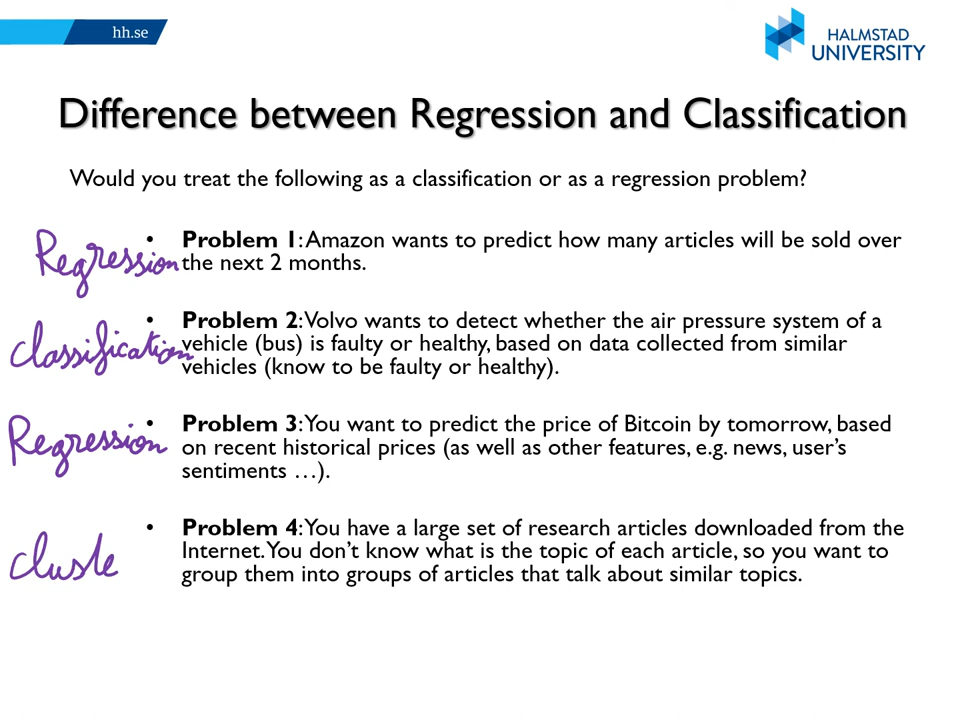 hh.se
HALMSTAD
UNIVERSITY
Difference between Regression and Classification
Would you treat the following as a classification or as a regression problem?
Regression
• Problem 1: Amazon wants to predict how many articles will be sold over
the next 2 months.
Classification
• Problem 2: Volvo wants to detect whether the air pressure system of a
vehicle (bus) is faulty or healthy, based on data collected from similar
vehicles (know to be faulty or healthy).
Regression
• Problem 3: You want to predict the price of Bitcoin by tomorrow, based
on recent historical prices (as well as other features, e.g. news, user’s
sentiments …).
Cluste
• Problem 4: You have a large set of research articles downloaded from the
Internet. You don’t know what is the topic of each article, so you want to
group them into groups of articles that talk about similar topics.